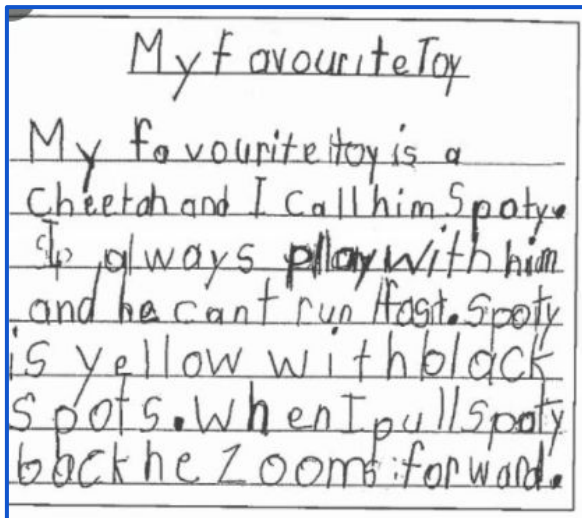 My favourite Toy
My favourite toy is a
Cheetah and I Call him Spoty.
I always play with him
and he cant run fast. Spoty
is yellow with black
spots. When I pull Spoty
back he Zooms forward.